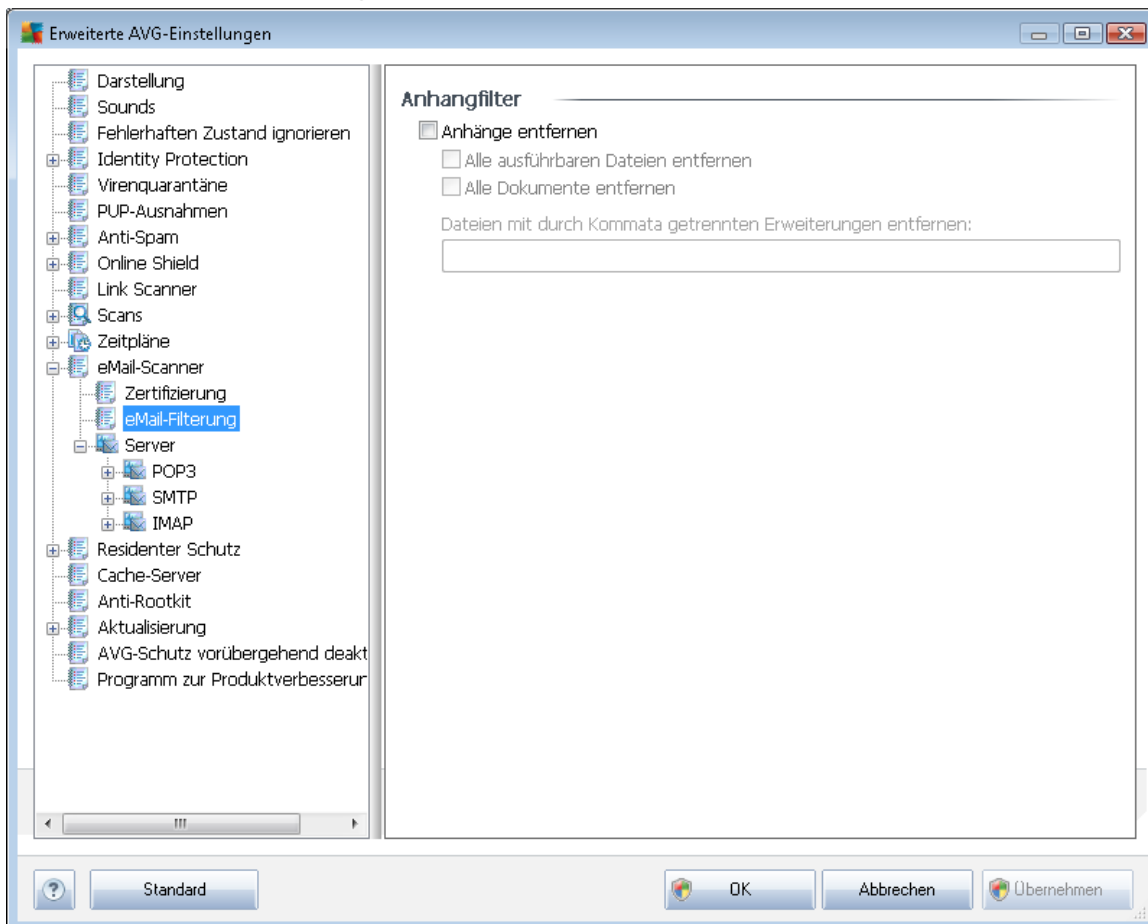 Erweiterte AVG-Einstellungen
Darstellung
Sounds
Fehlerhaften Zustand ignorieren
Identity Protection
Virenquarantäne
PUP-Ausnahmen
Anti-Spam
Online Shield
Link Scanner
Scans
Zeitpläne
eMail-Scanner
Zertifizierung
eMail-Filterung
Server
POP3
SMTP
IMAP
Residenter Schutz
Cache-Server
Anti-Rootkit
Aktualisierung
AVG-Schutz vorübergehend deakt
Programm zur Produktverbesserur
Anhangfilter
Anhänge entfernen
Alle ausführbaren Dateien entfernen
Alle Dokumente entfernen
Dateien mit durch Kommata getrennten Erweiterungen entfernen:
?
Standard
OK
Abbrechen
Übernehmen